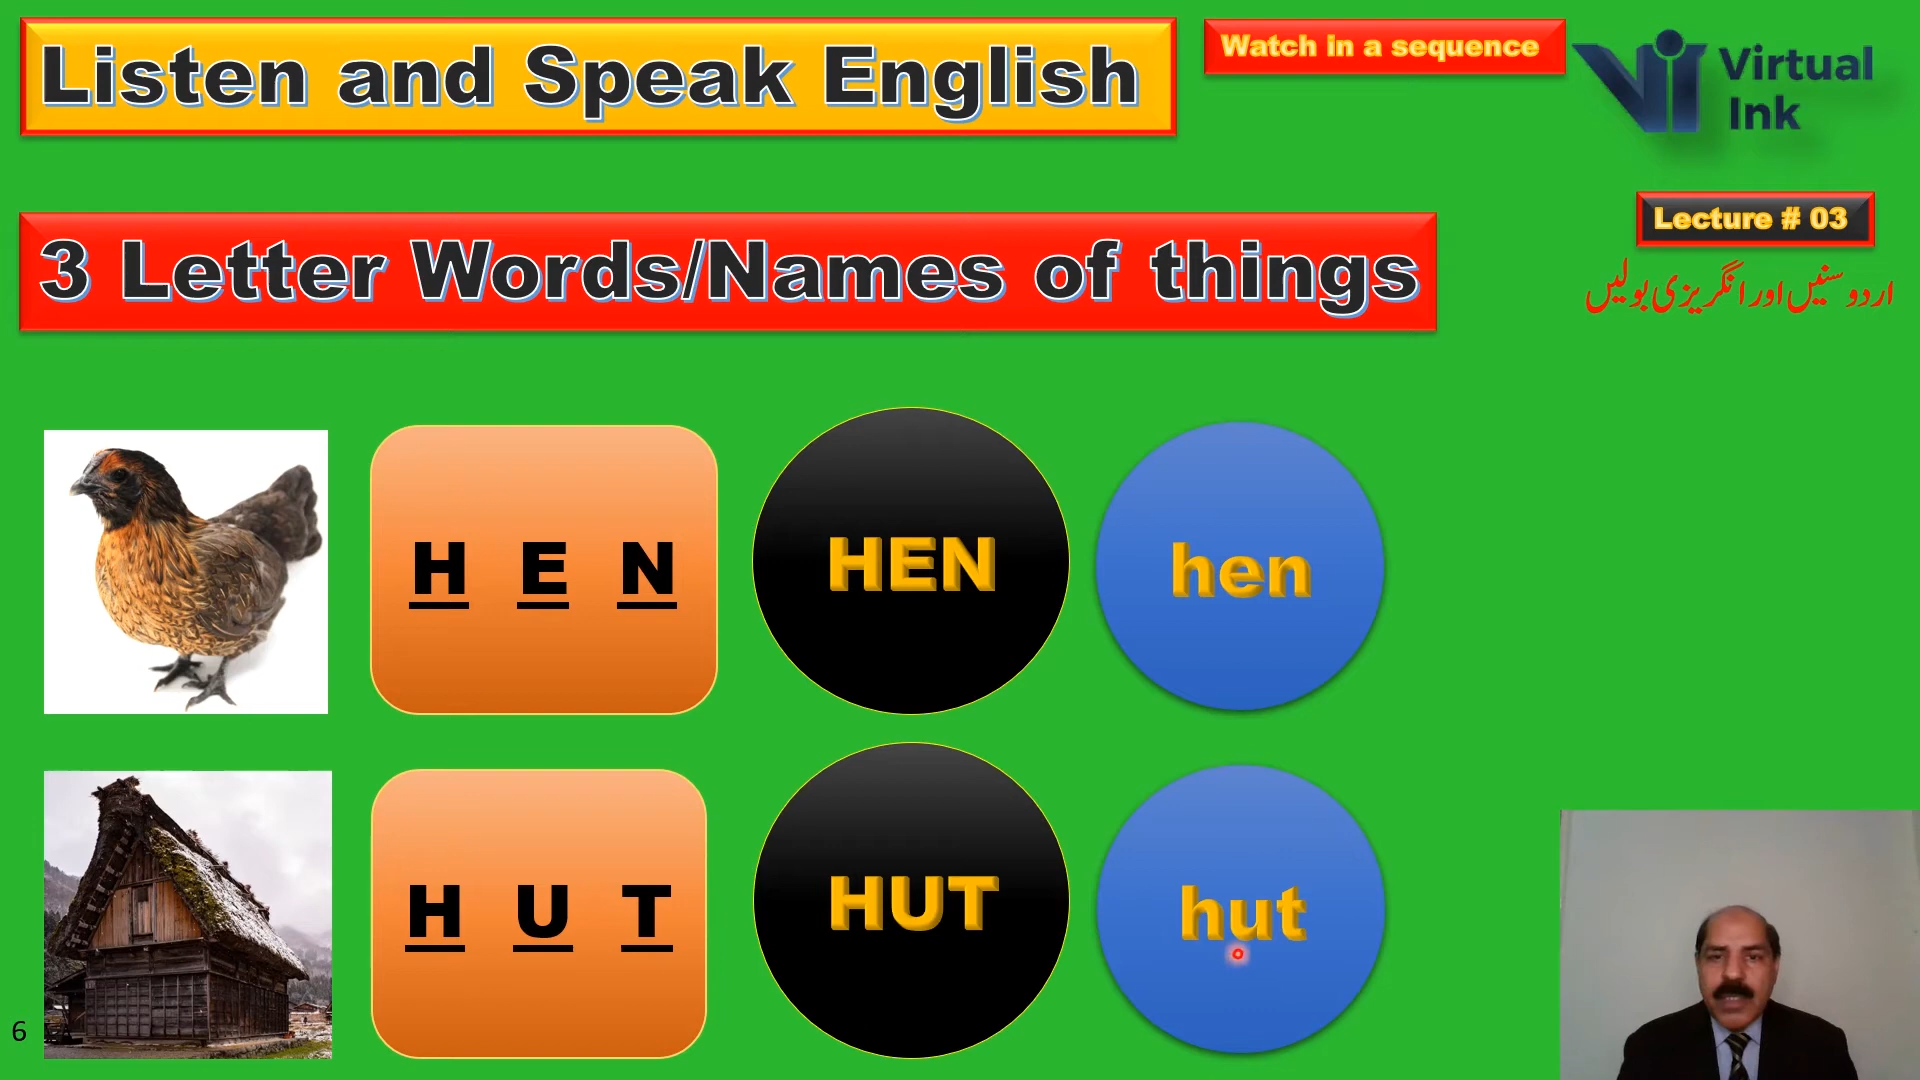 Listen and Speak English
Watch in a sequence
Virtual
Ink
Lecture # 03
اردو سنیں اور انگریزی بولیں
3 Letter Words/Names of things
H E N
HEN
hen
H U T
HUT
hut
6